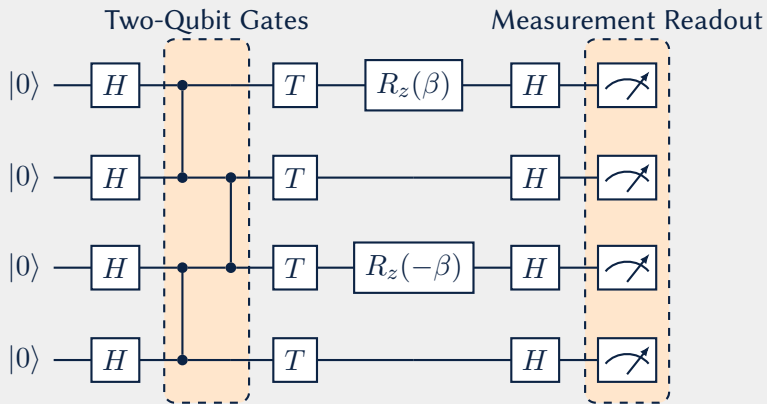 Two-Qubit Gates Measurement Readout
|0⟩ H T R_z(β) H
|0⟩ H T H
|0⟩ H T R_z(−β) H
|0⟩ H T H